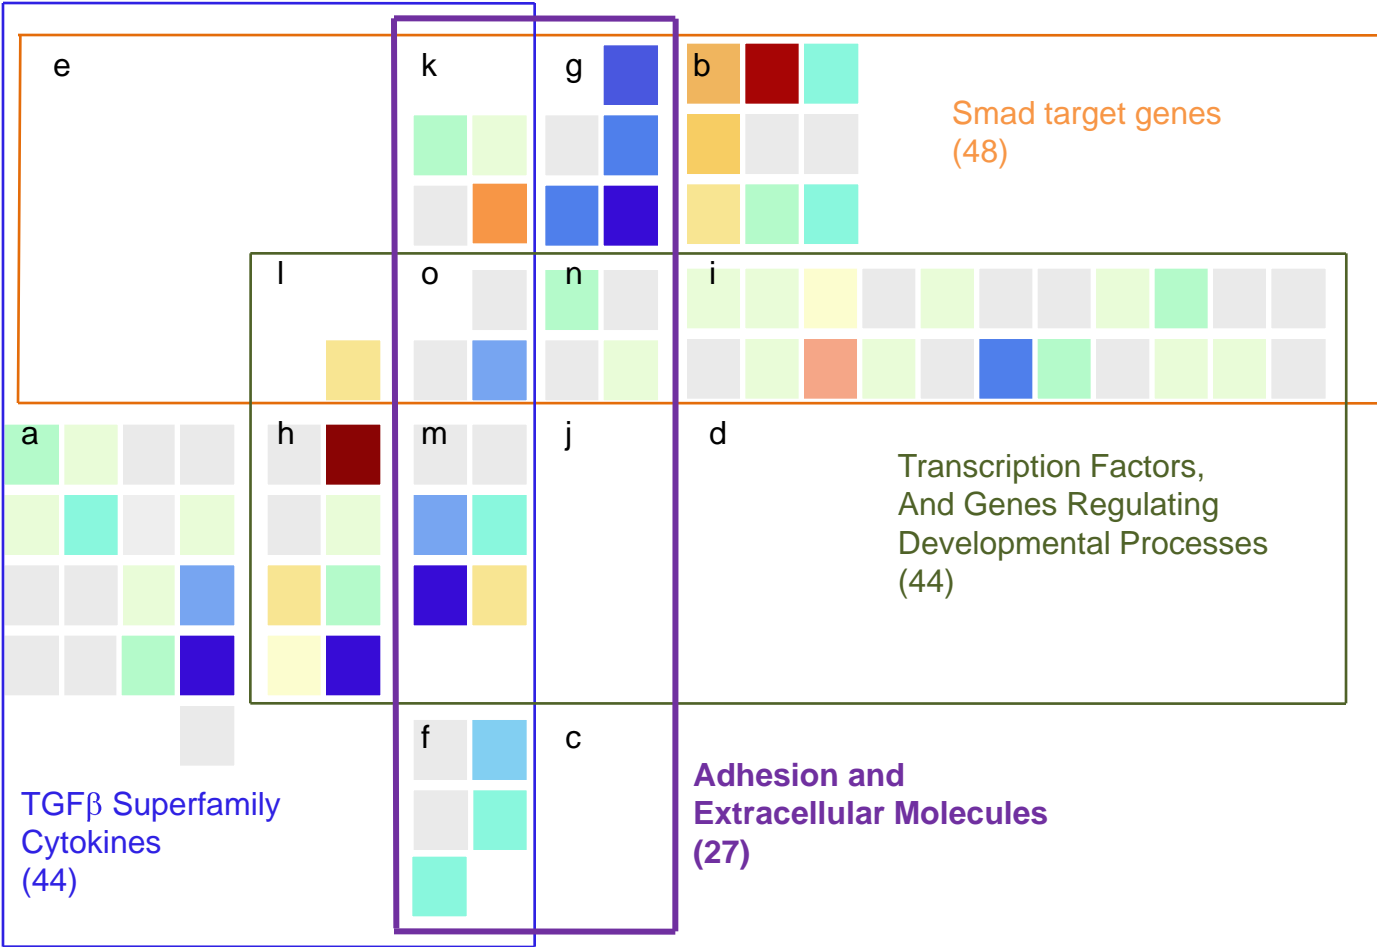 e
k
g
b
Smad target genes
(48)
l
o
n
i
a
h
m
j
d
Transcription Factors,
And Genes Regulating
Developmental Processes
(44)
f
c
TGFβ Superfamily
Cytokines
(44)
Adhesion and
Extracellular Molecules
(27)